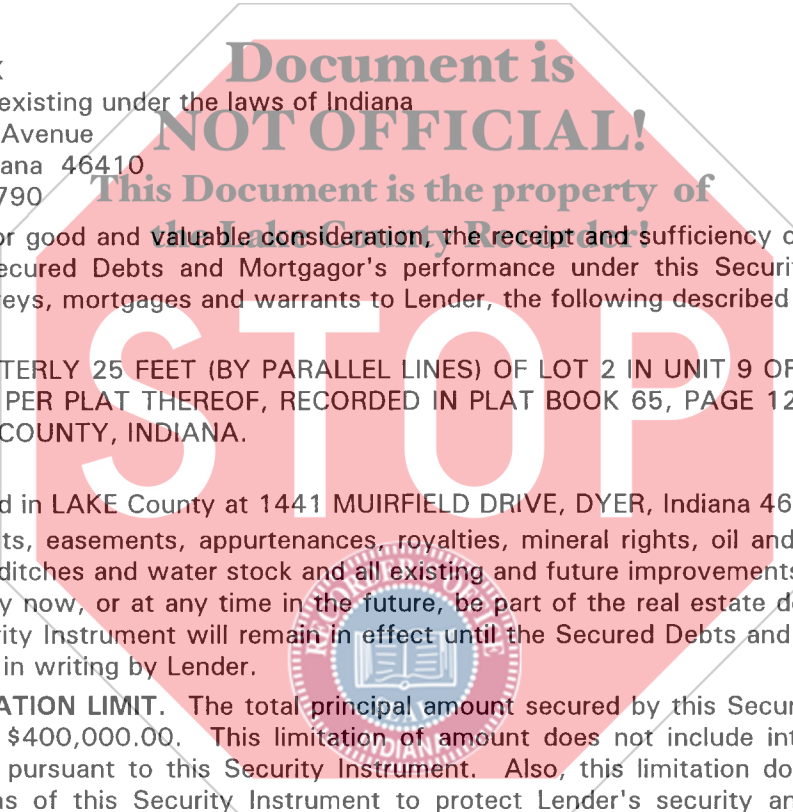 Document is
existing under the laws of Indiana
Avenue
NOT OFFICIAL!
ana 46410
790
This Document is the property of
the Lake County Recorder!
or good and valuable consideration, the receipt and sufficiency
ecured Debts and Mortgagor's performance under this Securi
eys, mortgages and warrants to Lender, the following described
STOP
TERLY 25 FEET (BY PARALLEL LINES) OF LOT 2 IN UNIT 9 OF
PER PLAT THEREOF, RECORDED IN PLAT BOOK 65, PAGE 12
COUNTY, INDIANA.
d in LAKE County at 1441 MUIRFIELD DRIVE, DYER, Indiana 46
ts, easements, appurtenances, royalties, mineral rights, oil and
ditches and water stock and all existing and future improvements
y now, or at any time in the future, be part of the real estate d
rity Instrument will remain in effect until the Secured Debts and
in writing by Lender.
RECORDER'S OFFICE
INDIANA
ATION LIMIT. The total principal amount secured by this Secur
$400,000.00. This limitation of amount does not include int
pursuant to this Security Instrument. Also, this limitation do
ns of this Security Instrument to protect Lender's security an